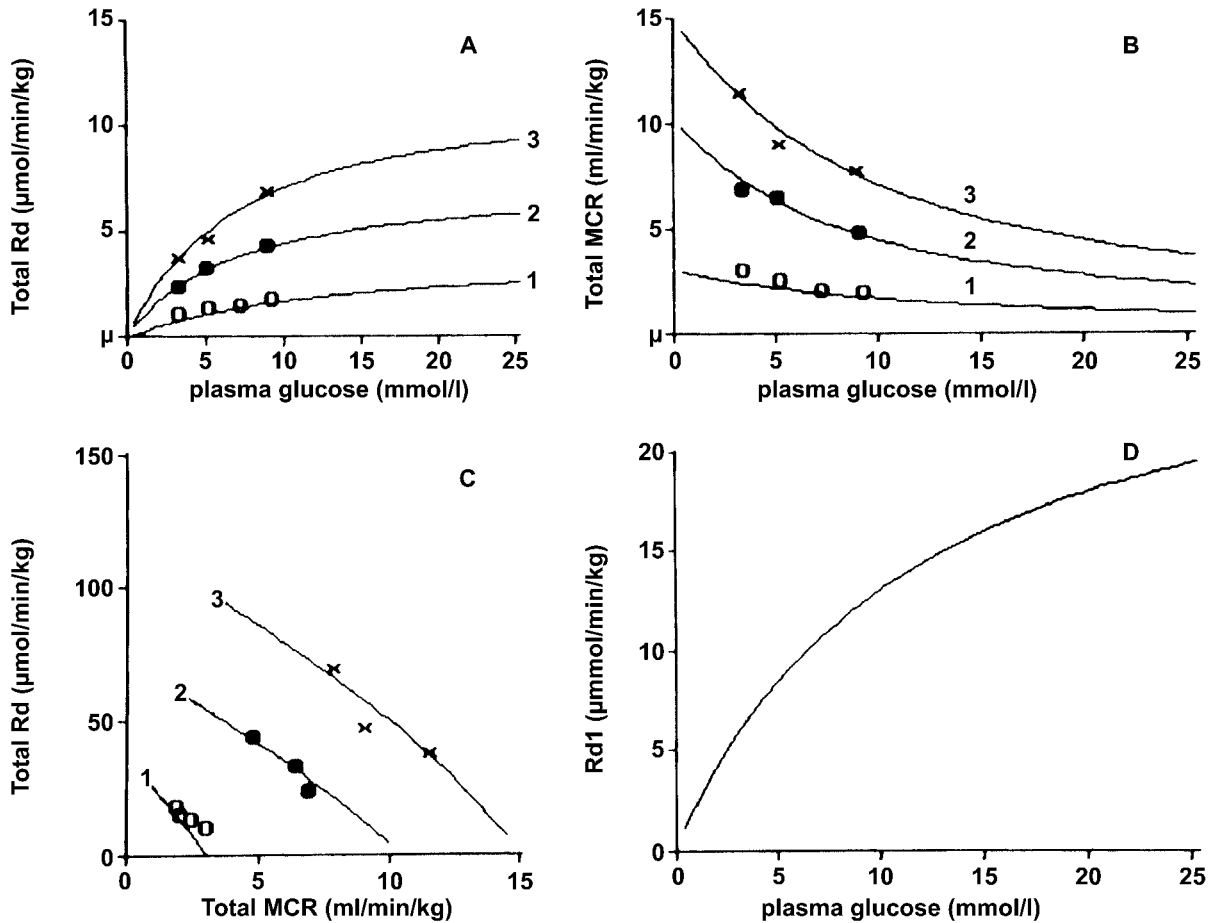 A
Total Rd (µmol/min/kg)
15
10
5
µ
0 5 10 15 20 25
plasma glucose (mmol/l)
3
2
1
B
Total MCR (ml/min/kg)
15
10
5
µ
0 5 10 15 20 25
plasma glucose (mmol/l)
3
2
1
C
Total Rd (µmol/min/kg)
150
100
50
0
0 5 10 15
Total MCR (ml/min/kg)
3
2
1
D
Rd1 (µmmol/min/kg)
20
15
10
5
0
0 5 10 15 20 25
plasma glucose (mmol/l)